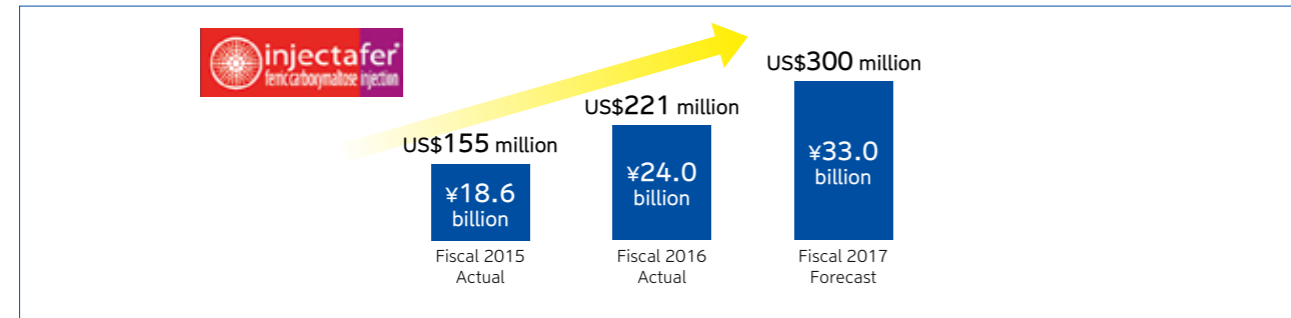 injectafer®
ferric carboxymaltose injection
US$300 million
US$221 million
US$155 million
¥33.0
billion
¥24.0
billion
¥18.6
billion
Fiscal 2015
Actual
Fiscal 2016
Actual
Fiscal 2017
Forecast